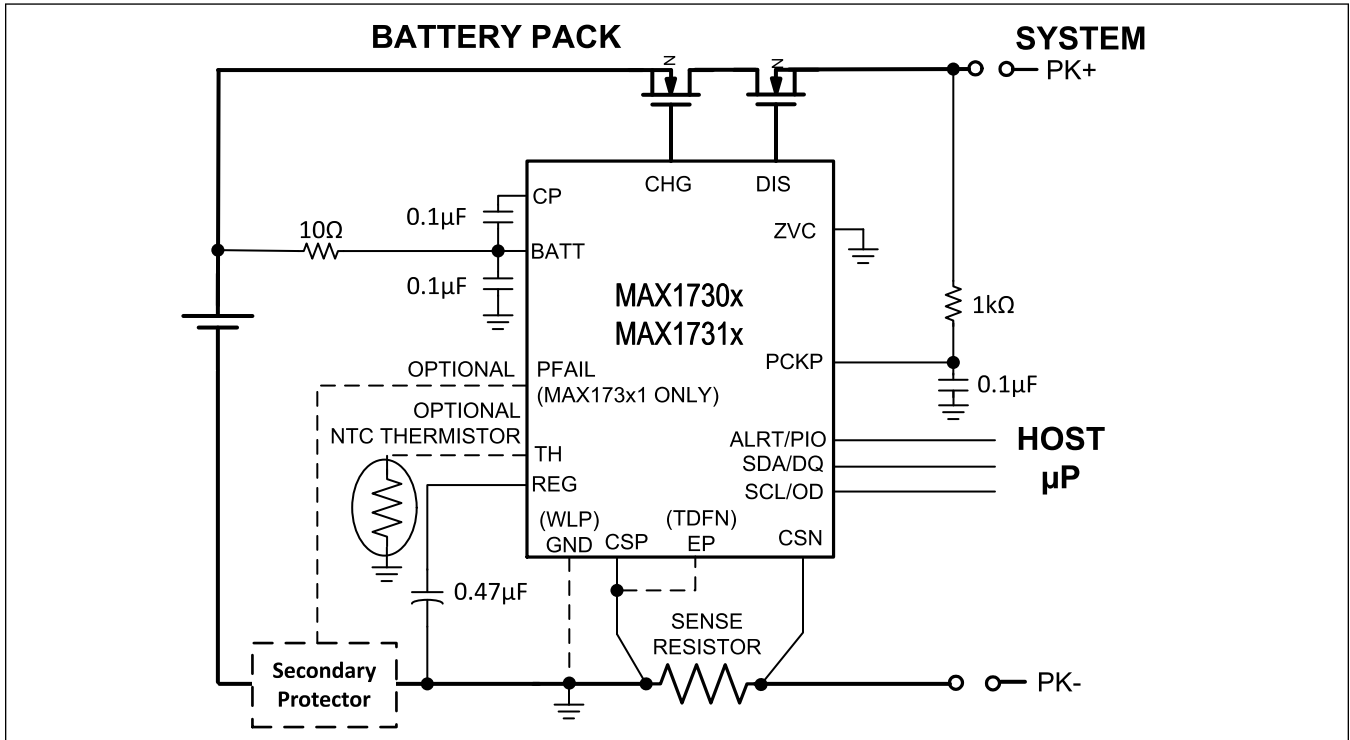 BATTERY PACK
SYSTEM
N
N
PK+
CHG
DIS
CP
0.1µF
ZVC
10Ω
BATT
0.1µF
MAX1730x
MAX1731x
1kΩ
PCKP
0.1µF
OPTIONAL
PFAIL
(MAX173x1 ONLY)
OPTIONAL
NTC THERMISTOR
TH
REG
ALRT/PIO
SDA/DQ
SCL/OD
HOST
µP
(WLP)
GND
CSP
(TDFN)
EP
CSN
0.47µF
SENSE
RESISTOR
Secondary
Protector
PK-